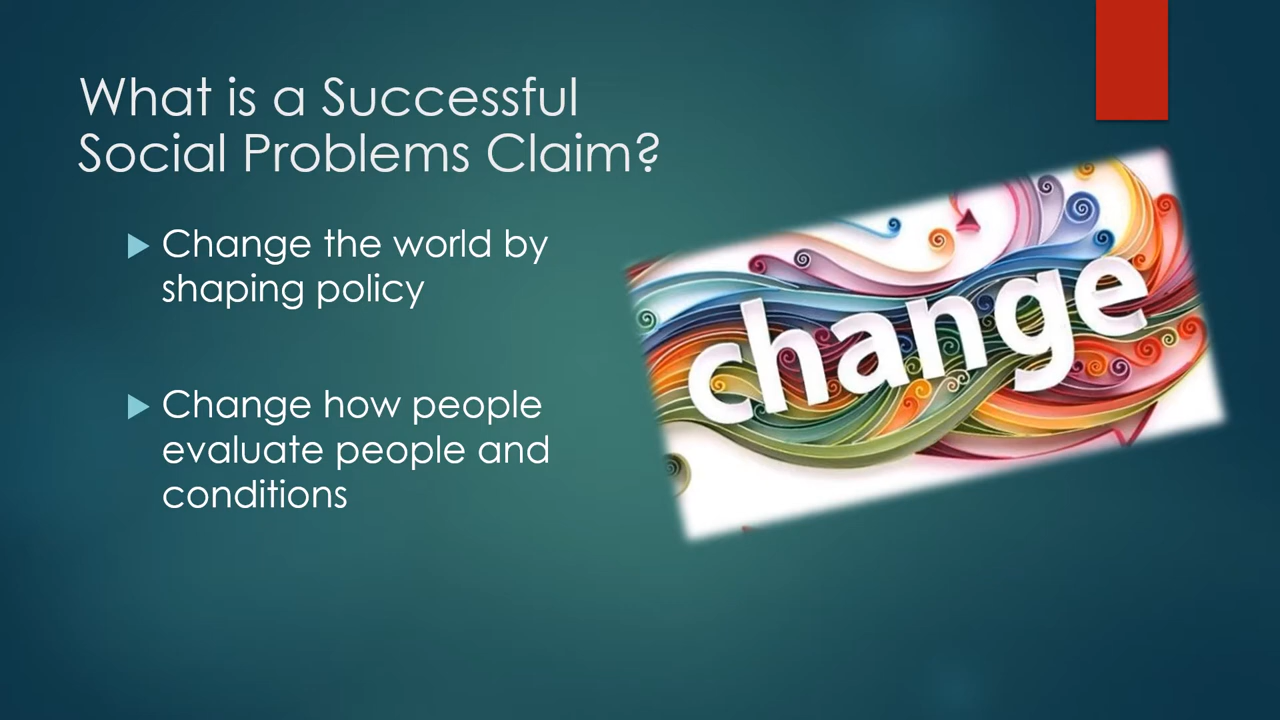 What is a Successful
Social Problems Claim?
Change the world by
shaping policy
Change how people
evaluate people and
conditions
change